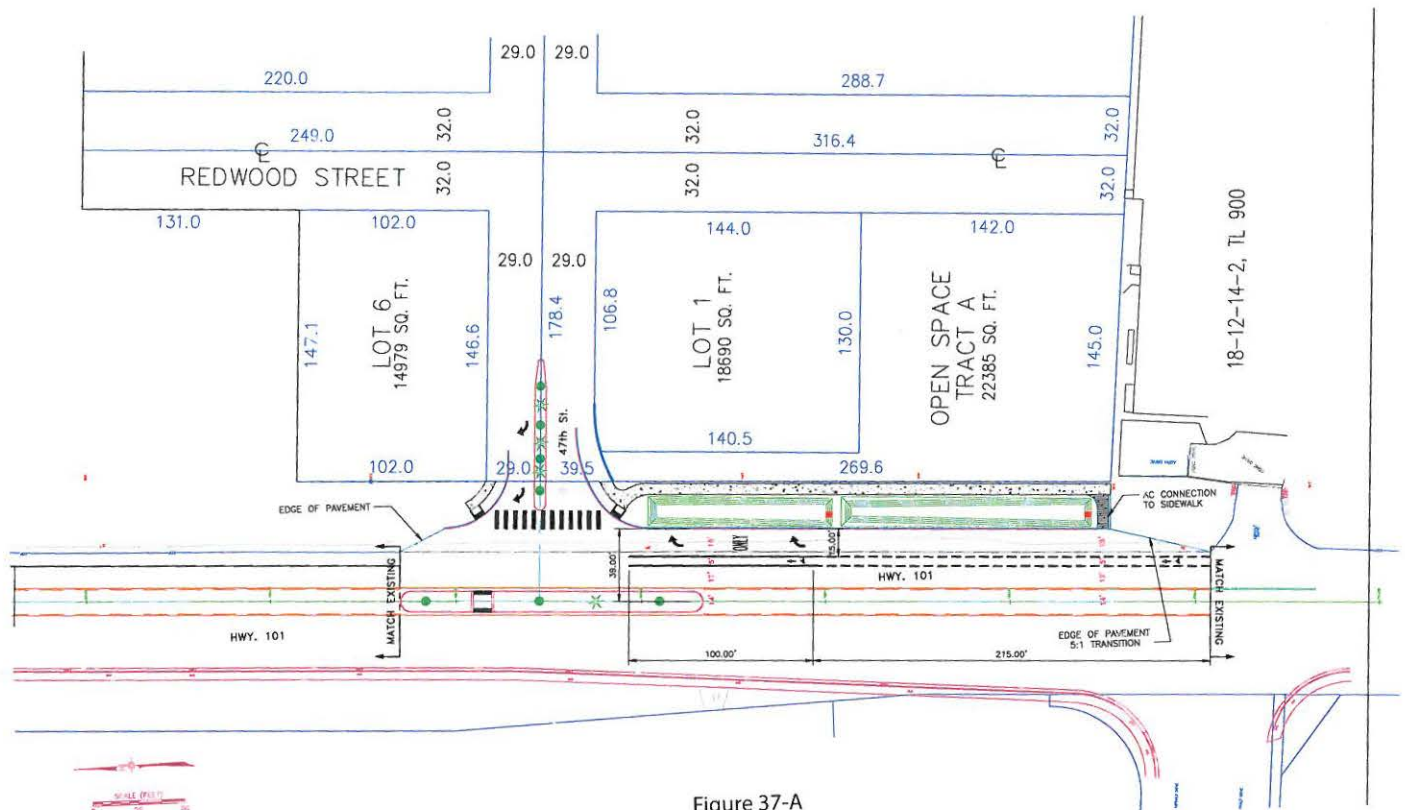 29.0 29.0
220.0
288.7
249.0
32.0
32.0
316.4
32.0
REDWOOD STREET
32.0
32.0
32.0
131.0
102.0
144.0
142.0
29.0 29.0
147.1
LOT 6
14979 SQ. FT.
146.6
178.4
106.8
LOT 1
18690 SQ. FT.
130.0
OPEN SPACE
TRACT A
22385 SQ. FT.
145.0
18-12-14-2, TL 900
47th St.
140.5
102.0
29.0
39.5
269.6
EDGE OF PAVEMENT
AC CONNECTION
TO SIDEWALK
ONLY
39.00'
15.00'
HWY. 101
MATCH EXISTING
MATCH EXISTING
HWY. 101
EDGE OF PAVEMENT
5:1 TRANSITION
100.00'
215.00'
SCALE (FEET)
Figure 37-A